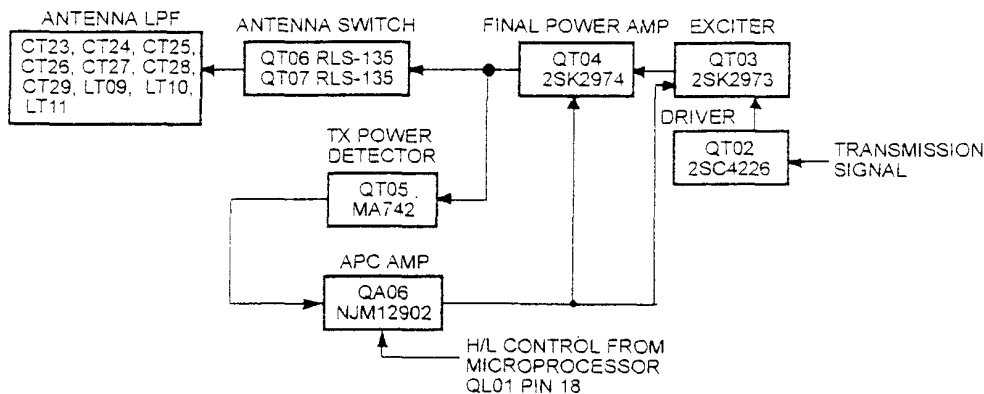 ANTENNA LPF
CT23, CT24, CT25,
CT26, CT27, CT28,
CT29, LT09, LT10,
LT11
ANTENNA SWITCH
QT06 RLS-135
QT07 RLS-135
FINAL POWER AMP
QT04
2SK2974
EXCITER
QT03
2SK2973
DRIVER
QT02
2SC4226
TRANSMISSION
SIGNAL
TX POWER
DETECTOR
QT05
MA742
APC AMP
QA06
NJM12902
H/L CONTROL FROM
MICROPROCESSOR
QL01 PIN 18